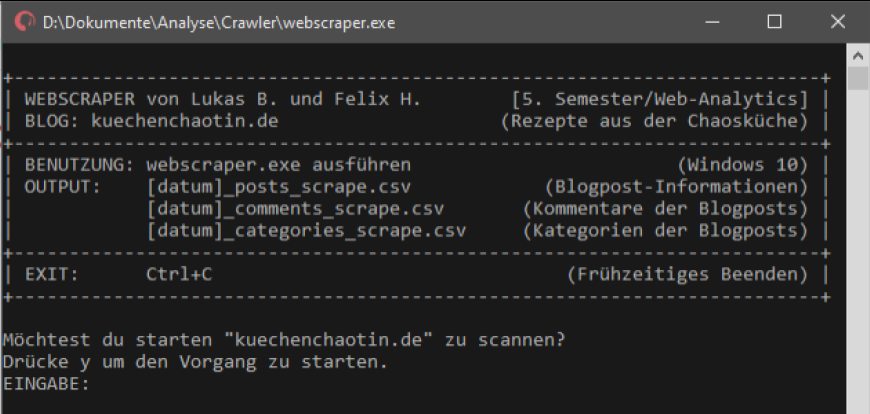 D:\Dokumente\Analyse\Crawler\webscraper.exe
+-------------------------------------------------------------------------+
| WEBSCRAPER von Lukas B. und Felix H.        [5. Semester/Web-Analytics] |
| BLOG: kuechenchaotin.de                    (Rezepte aus der Chaosküche) |
+-------------------------------------------------------------------------+
| BENUTZUNG: webscraper.exe ausführen                        (Windows 10) |
| OUTPUT:    [datum]_posts_scrape.csv            (Blogpost-Informationen) |
|            [datum]_comments_scrape.csv       (Kommentare der Blogposts) |
|            [datum]_categories_scrape.csv     (Kategorien der Blogposts) |
+-------------------------------------------------------------------------+
| EXIT:      Ctrl+C                                (Frühzeitiges Beenden) |
+-------------------------------------------------------------------------+
Möchtest du starten "kuechenchaotin.de" zu scannen?
Drücke y um den Vorgang zu starten.
EINGABE: